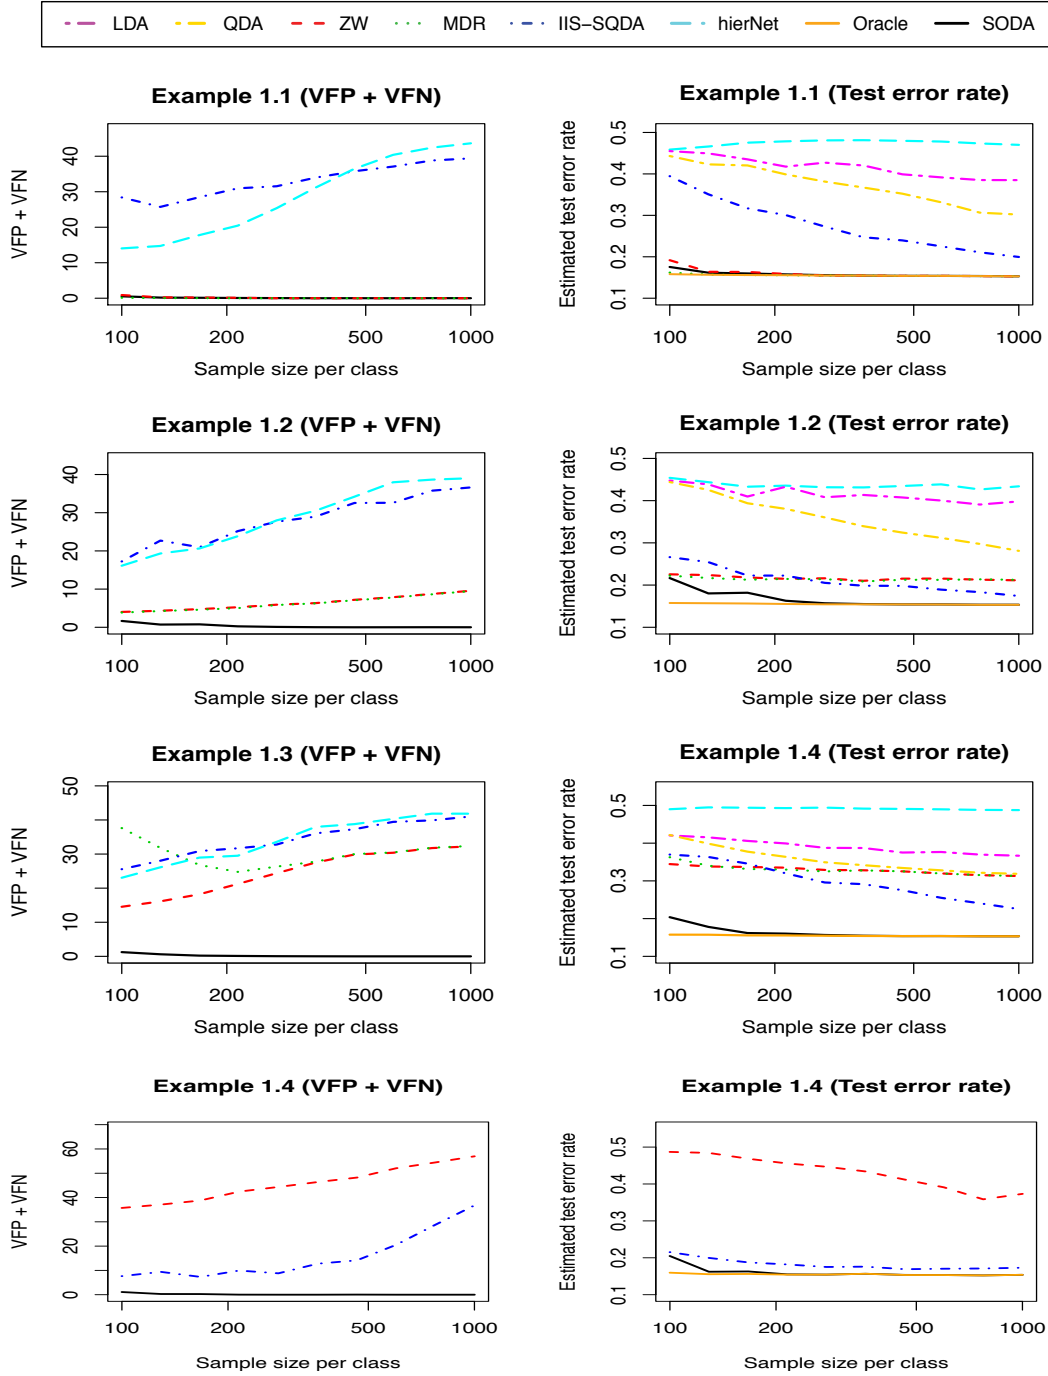 LDA QDA ZW MDR IIS−SQDA hierNet Oracle SODA
Example 1.1 (VFP + VFN)
VFP + VFN
0 10 20 30 40
100 200 500 1000
Sample size per class
Example 1.1 (Test error rate)
Estimated test error rate
0.1 0.2 0.3 0.4 0.5
100 200 500 1000
Sample size per class
Example 1.2 (VFP + VFN)
VFP + VFN
0 10 20 30 40
100 200 500 1000
Sample size per class
Example 1.2 (Test error rate)
Estimated test error rate
0.1 0.2 0.3 0.4 0.5
100 200 500 1000
Sample size per class
Example 1.3 (VFP + VFN)
VFP + VFN
0 10 30 50
100 200 500 1000
Sample size per class
Example 1.4 (Test error rate)
Estimated test error rate
0.1 0.3 0.5
100 200 500 1000
Sample size per class
Example 1.4 (VFP + VFN)
VFP + VFN
0 20 40 60
100 200 500 1000
Sample size per class
Example 1.4 (Test error rate)
Estimated test error rate
0.1 0.2 0.3 0.4 0.5
100 200 500 1000
Sample size per class